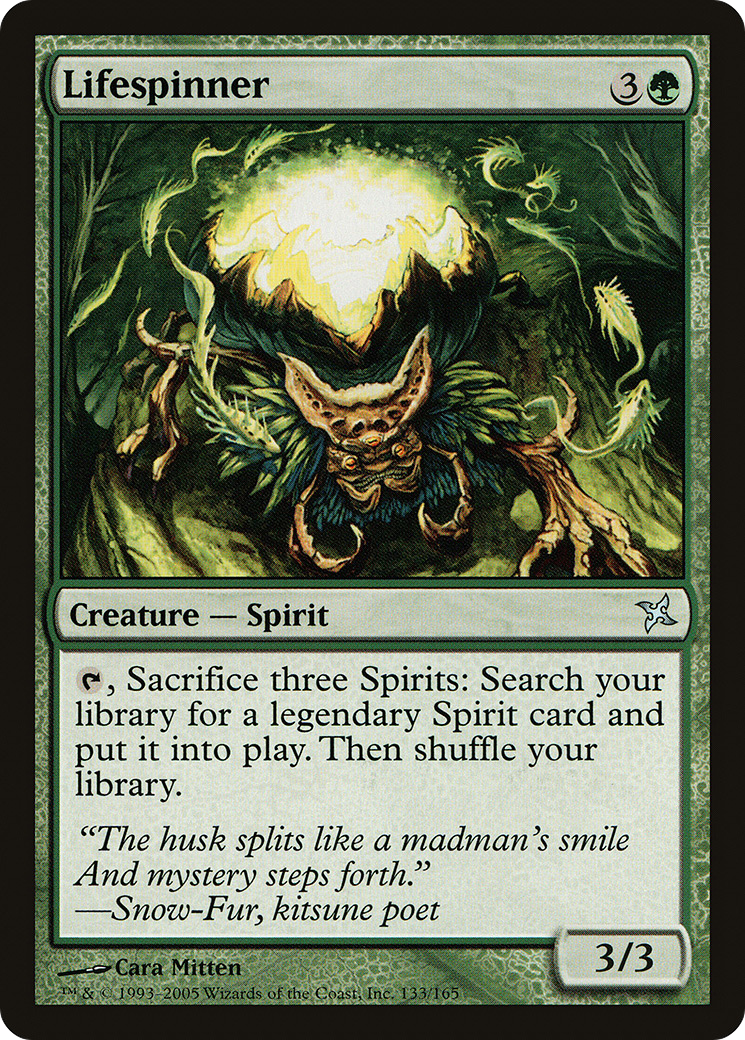 Lifespinner
3
Creature — Spirit
, Sacrifice three Spirits: Search your
library for a legendary Spirit card and
put it into play. Then shuffle your
library.
“The husk splits like a madman’s smile
And mystery steps forth.”
—Snow-Fur, kitsune poet
3/3
Cara Mitten
™ & © 1993–2005 Wizards of the Coast, Inc. 133/165